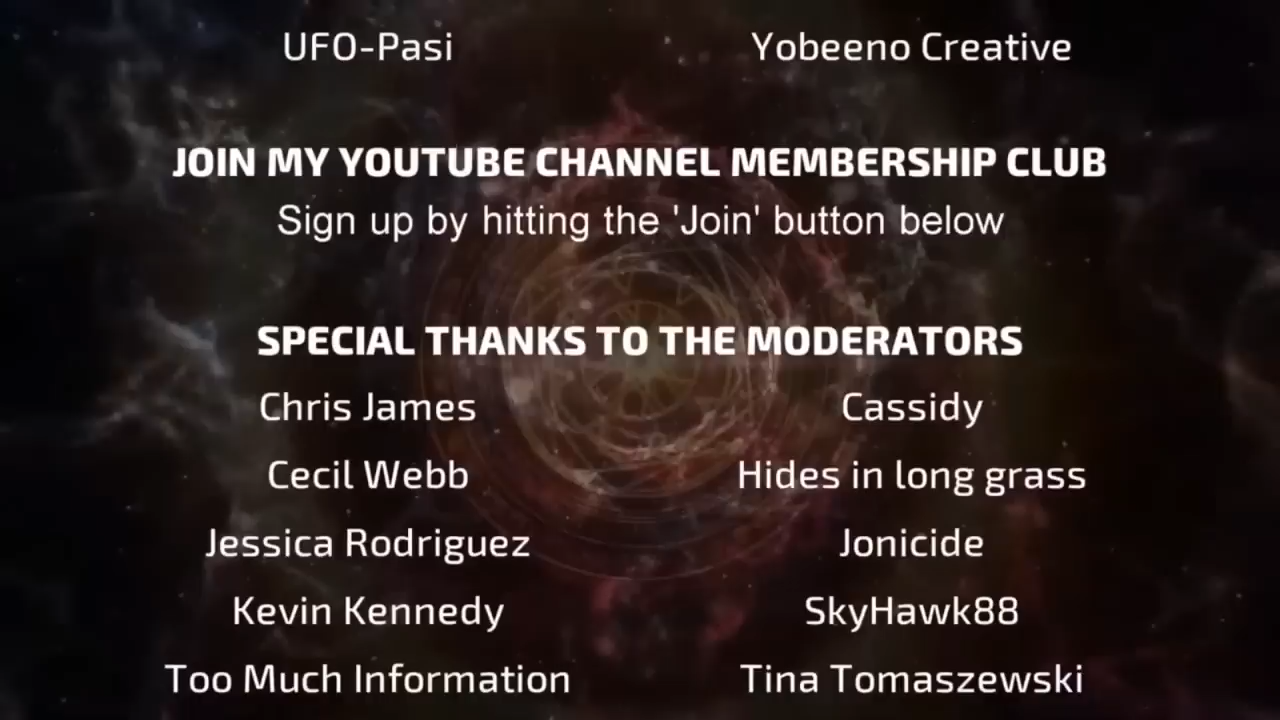 UFO-Pasi Yobeeno Creative
JOIN MY YOUTUBE CHANNEL MEMBERSHIP CLUB
Sign up by hitting the 'Join' button below
SPECIAL THANKS TO THE MODERATORS
Chris James Cassidy
Cecil Webb Hides in long grass
Jessica Rodriguez Jonicide
Kevin Kennedy SkyHawk88
Too Much Information Tina Tomaszewski